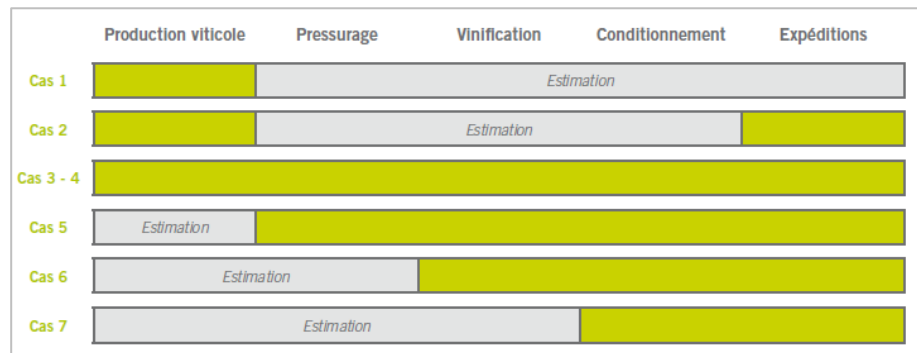 Production viticole Pressurage Vinification Conditionnement Expéditions
Cas 1 Estimation
Cas 2 Estimation
Cas 3 - 4
Cas 5 Estimation
Cas 6 Estimation
Cas 7 Estimation